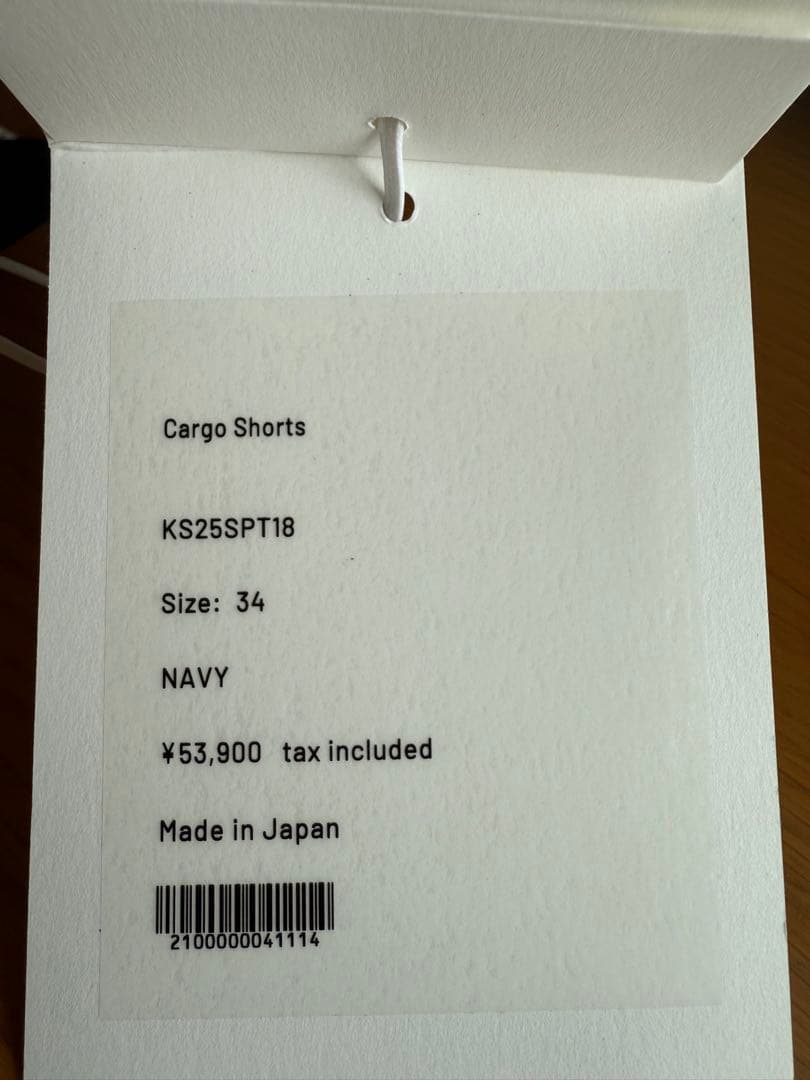 Cargo Shorts
KS25SPT18
Size: 34
NAVY
¥53,900 tax included
Made in Japan
2100000041114